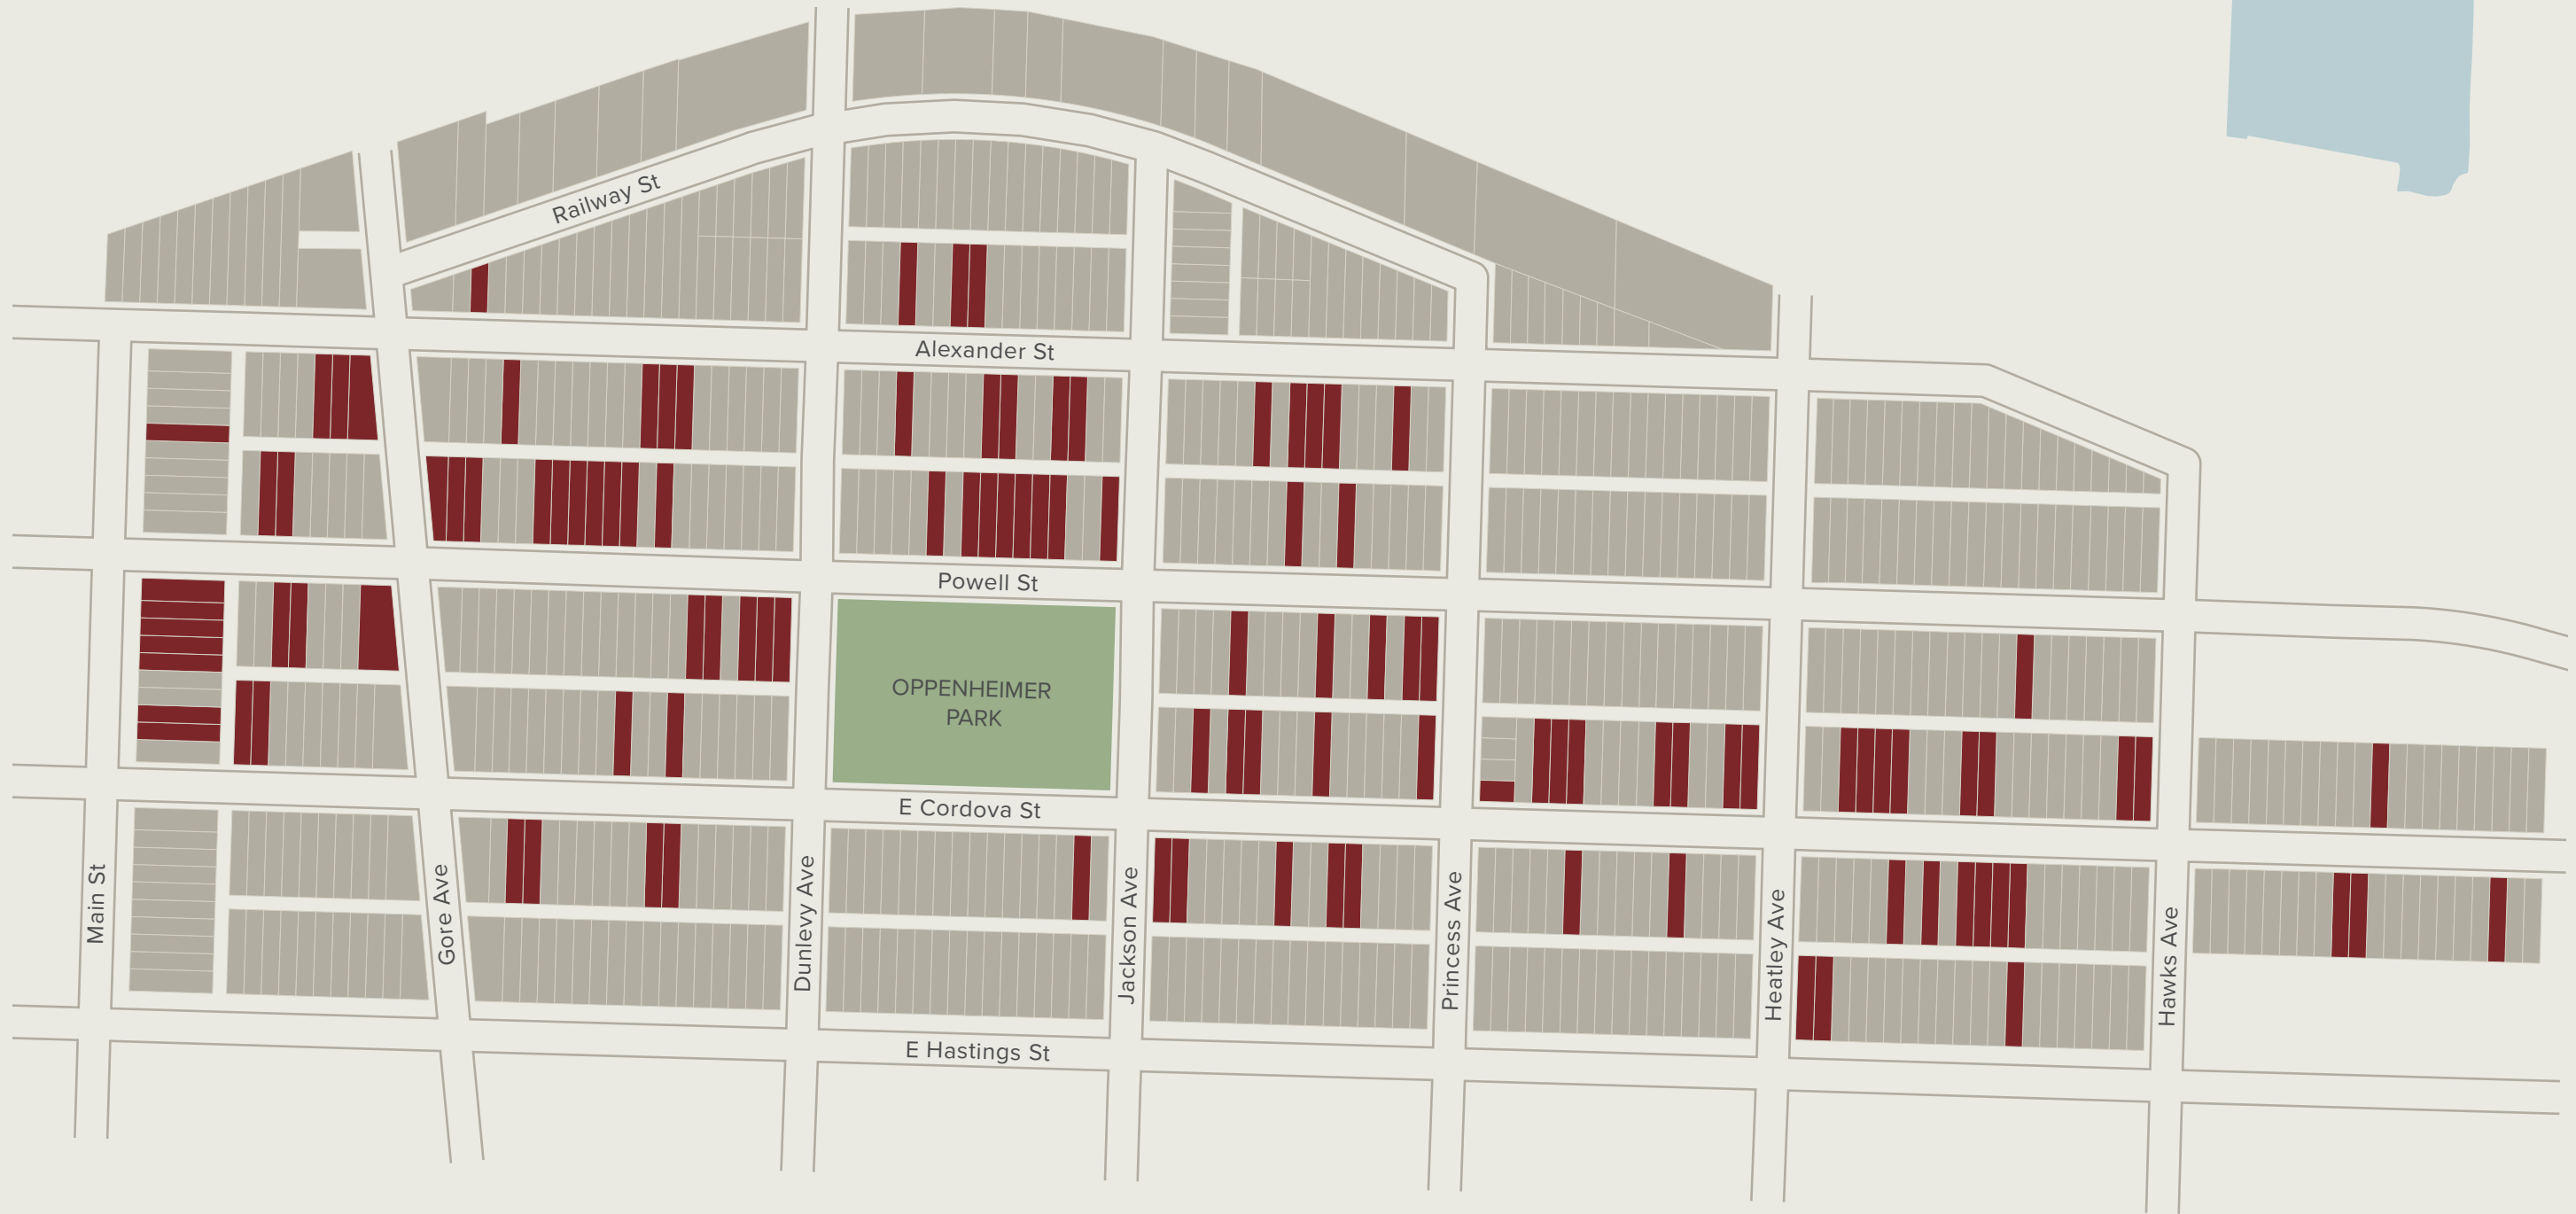 Railway St
Alexander St
Powell St
OPPENHEIMER
PARK
E Cordova St
Main St
Gore Ave
Dunlevy Ave
Jackson Ave
Princess Ave
Heatley Ave
Hawks Ave
E Hastings St